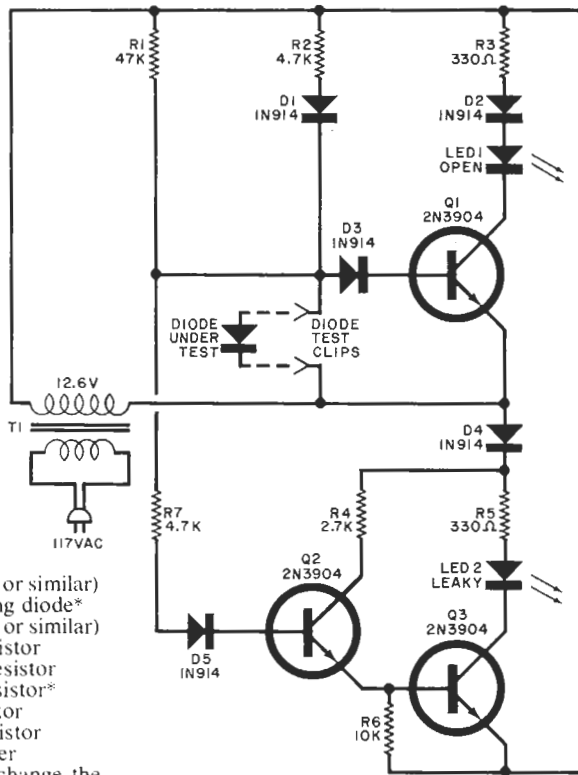 R1
47K
R2
4.7K
R3
330Ω
D1
1N914
D2
1N914
LED1
OPEN
Q1
2N3904
D3
1N914
DIODE
UNDER
TEST
DIODE
TEST
CLIPS
12.6V
T1
117VAC
D4
1N914
R7
4.7K
R4
2.7K
R5
330Ω
Q2
2N3904
LED2
LEAKY
Q3
2N3904
D5
1N914
R6
10K
or similar)
ng diode*
or similar)
istor
esistor
sistor*
tor
istor
er
change the